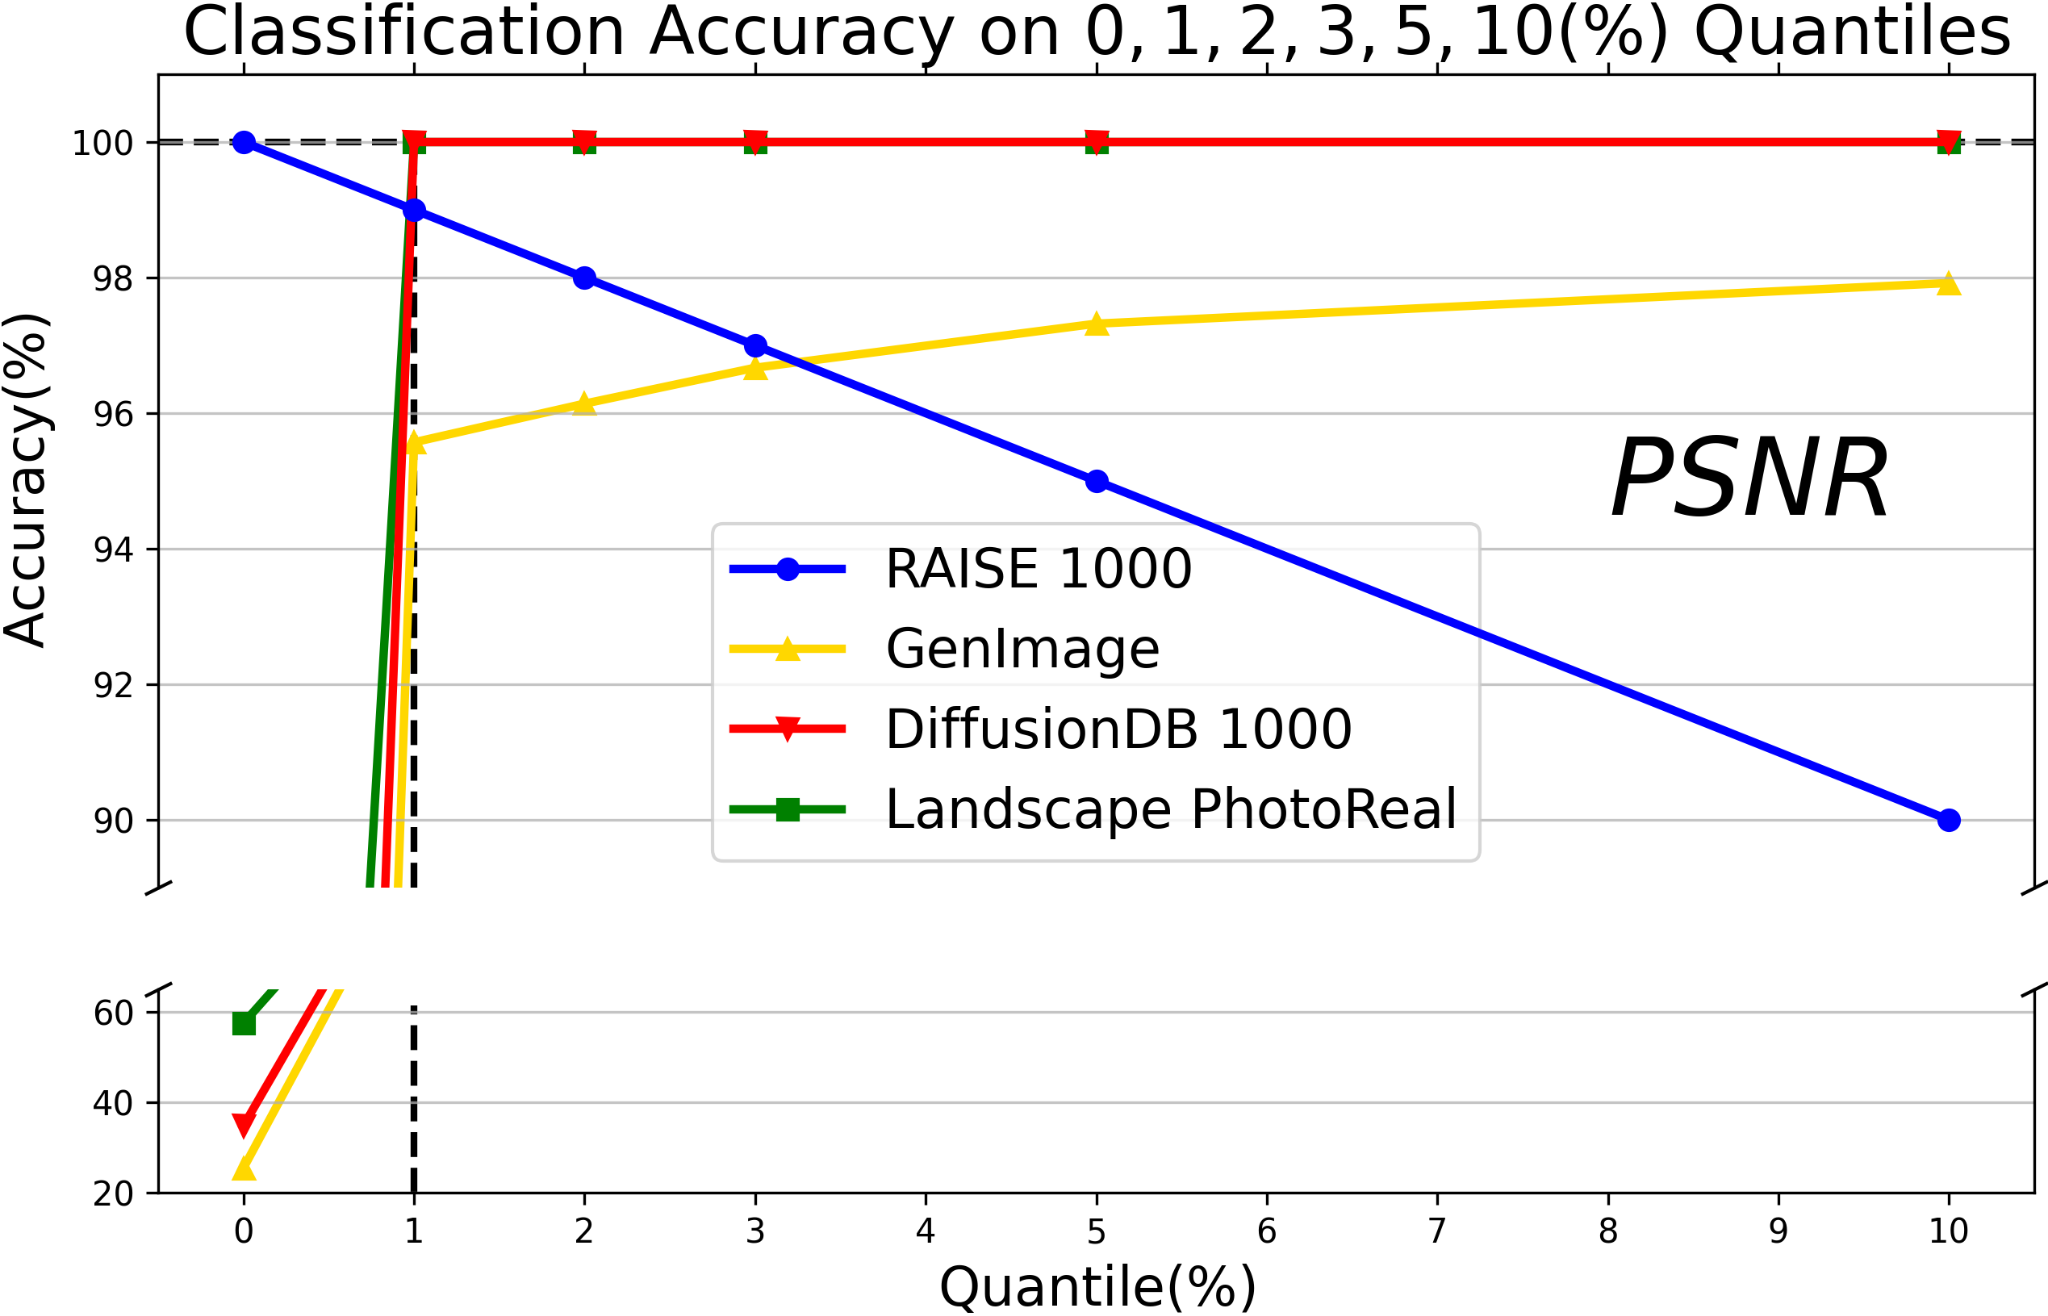 Classification Accuracy on 0, 1, 2, 3, 5, 10(%) Quantiles
Accuracy(%)
100
98
96
94
92
90
60
40
20
PSNR
RAISE 1000
GenImage
DiffusionDB 1000
Landscape PhotoReal
0 1 2 3 4 5 6 7 8 9 10
Quantile(%)